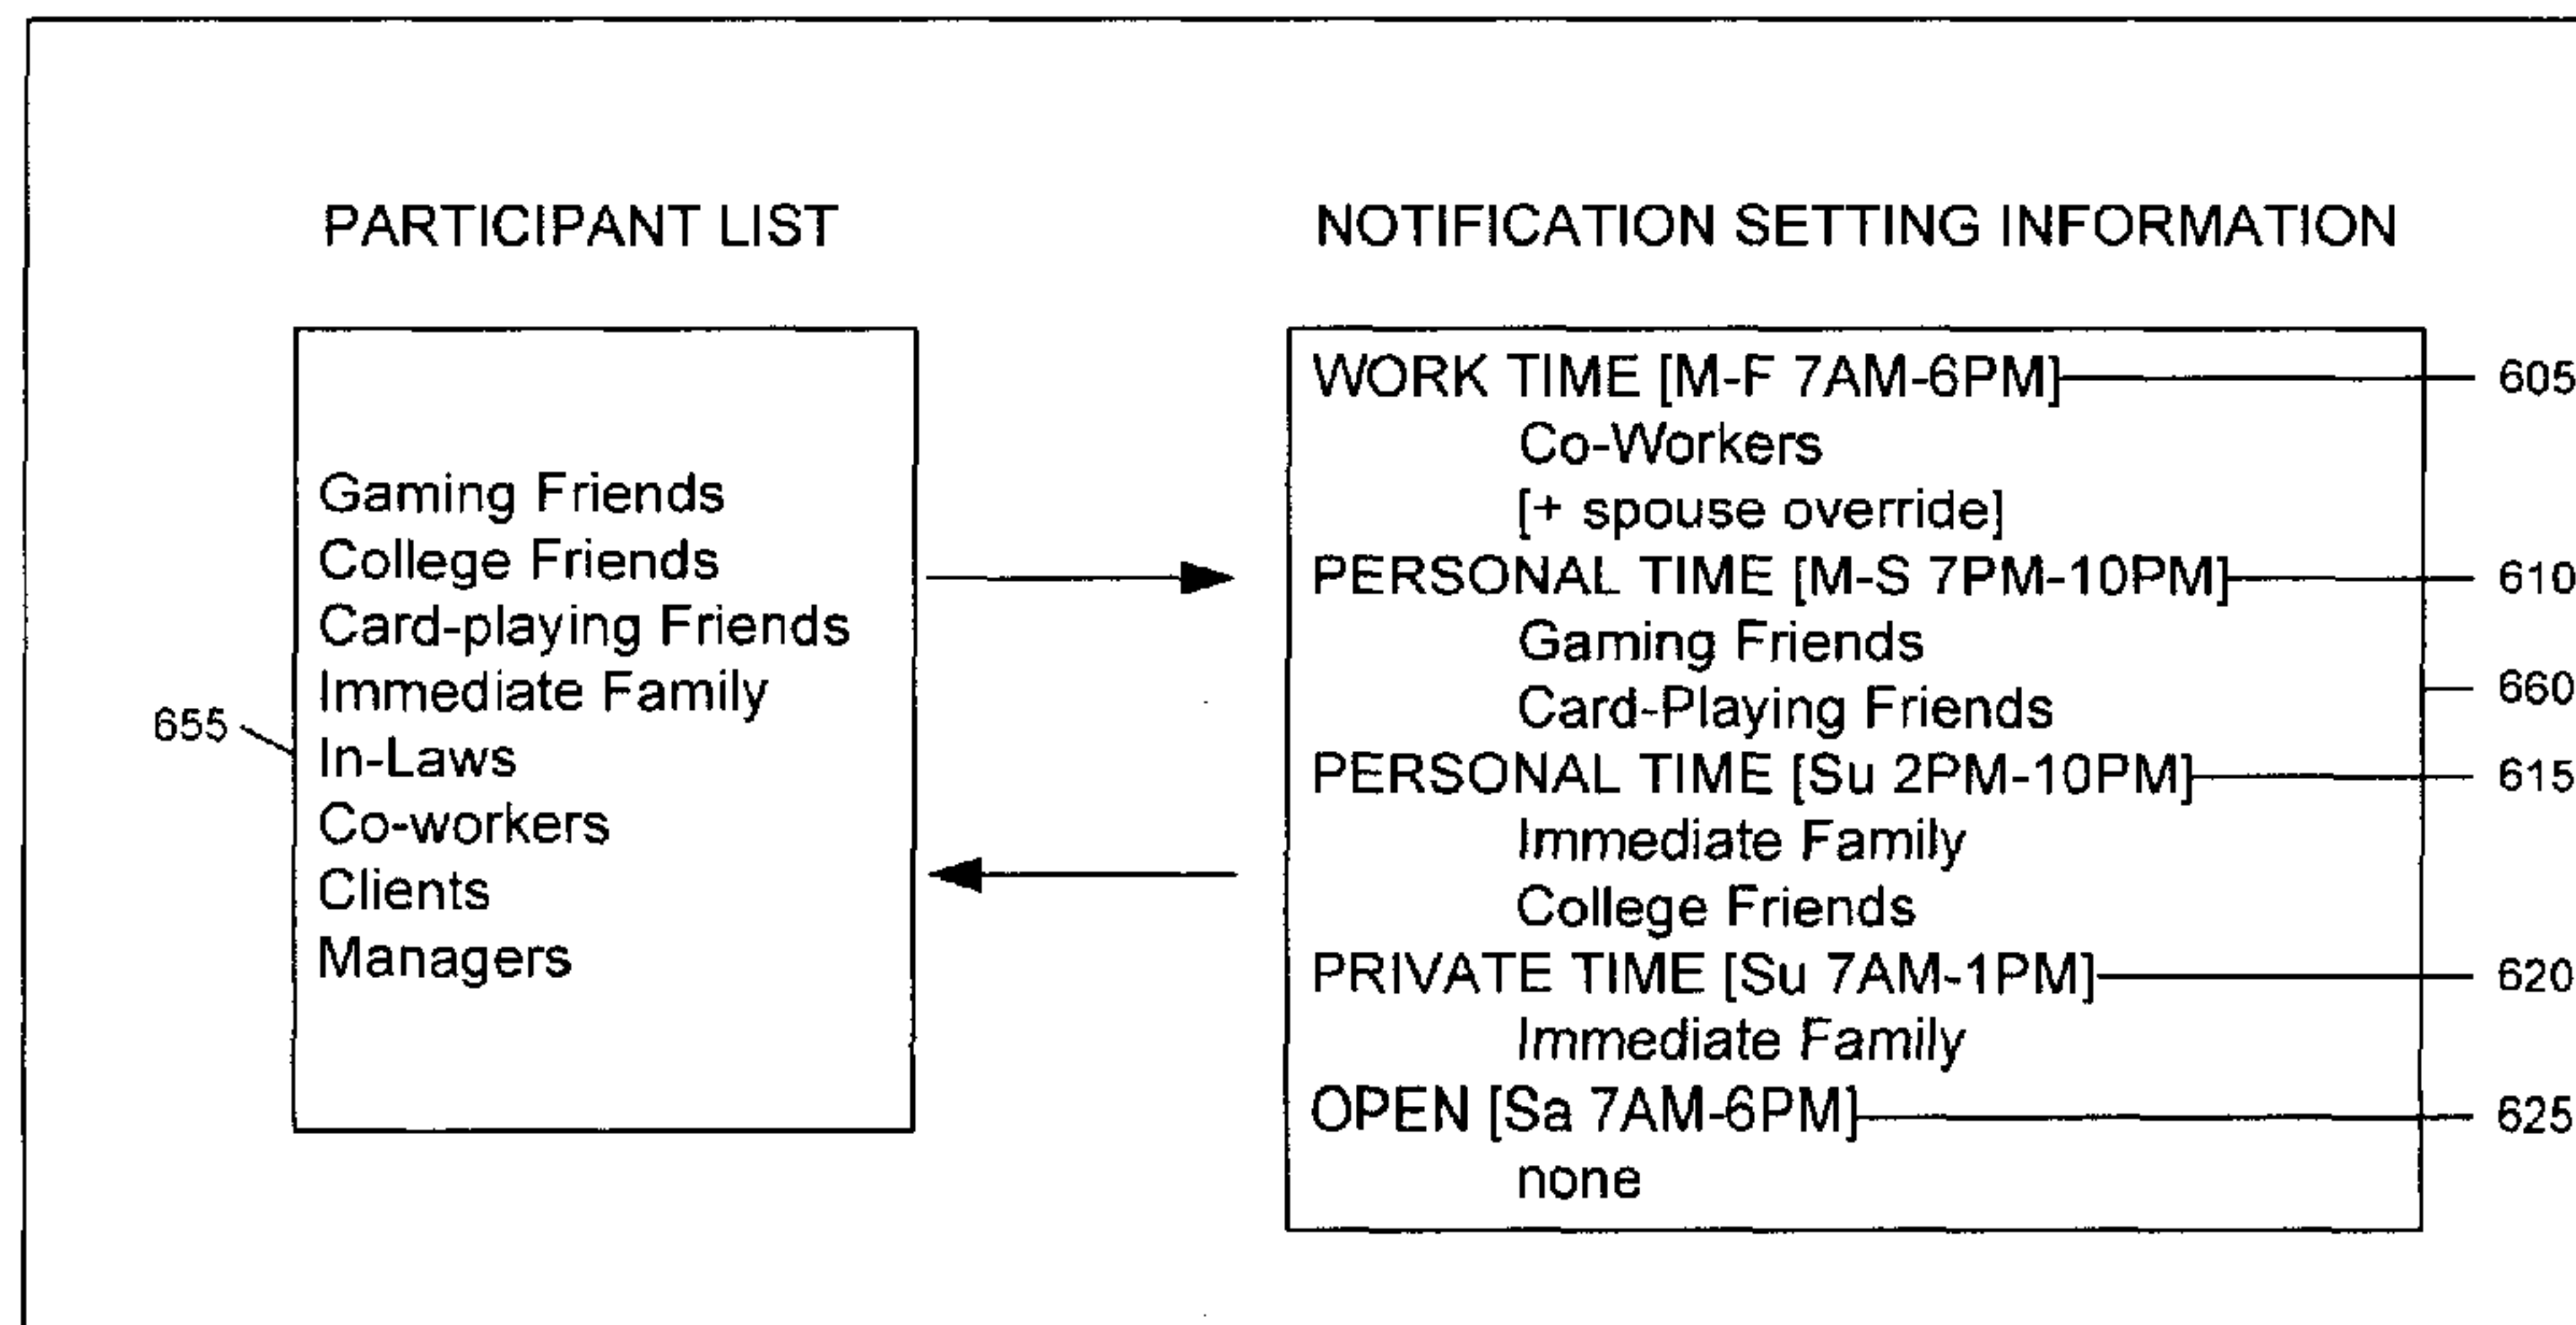 PARTICIPANT LIST
Gaming Friends
College Friends
Card-playing Friends
Immediate Family
655
In-Laws
Co-workers
Clients
Managers
NOTIFICATION SETTING INFORMATION
WORK TIME [M-F 7AM-6PM] 605
Co-Workers
[+ spouse override]
PERSONAL TIME [M-S 7PM-10PM] 610
Gaming Friends
660
Card-Playing Friends
PERSONAL TIME [Su 2PM-10PM] 615
Immediate Family
College Friends
PRIVATE TIME [Su 7AM-1PM] 620
Immediate Family
OPEN [Sa 7AM-6PM] 625
none